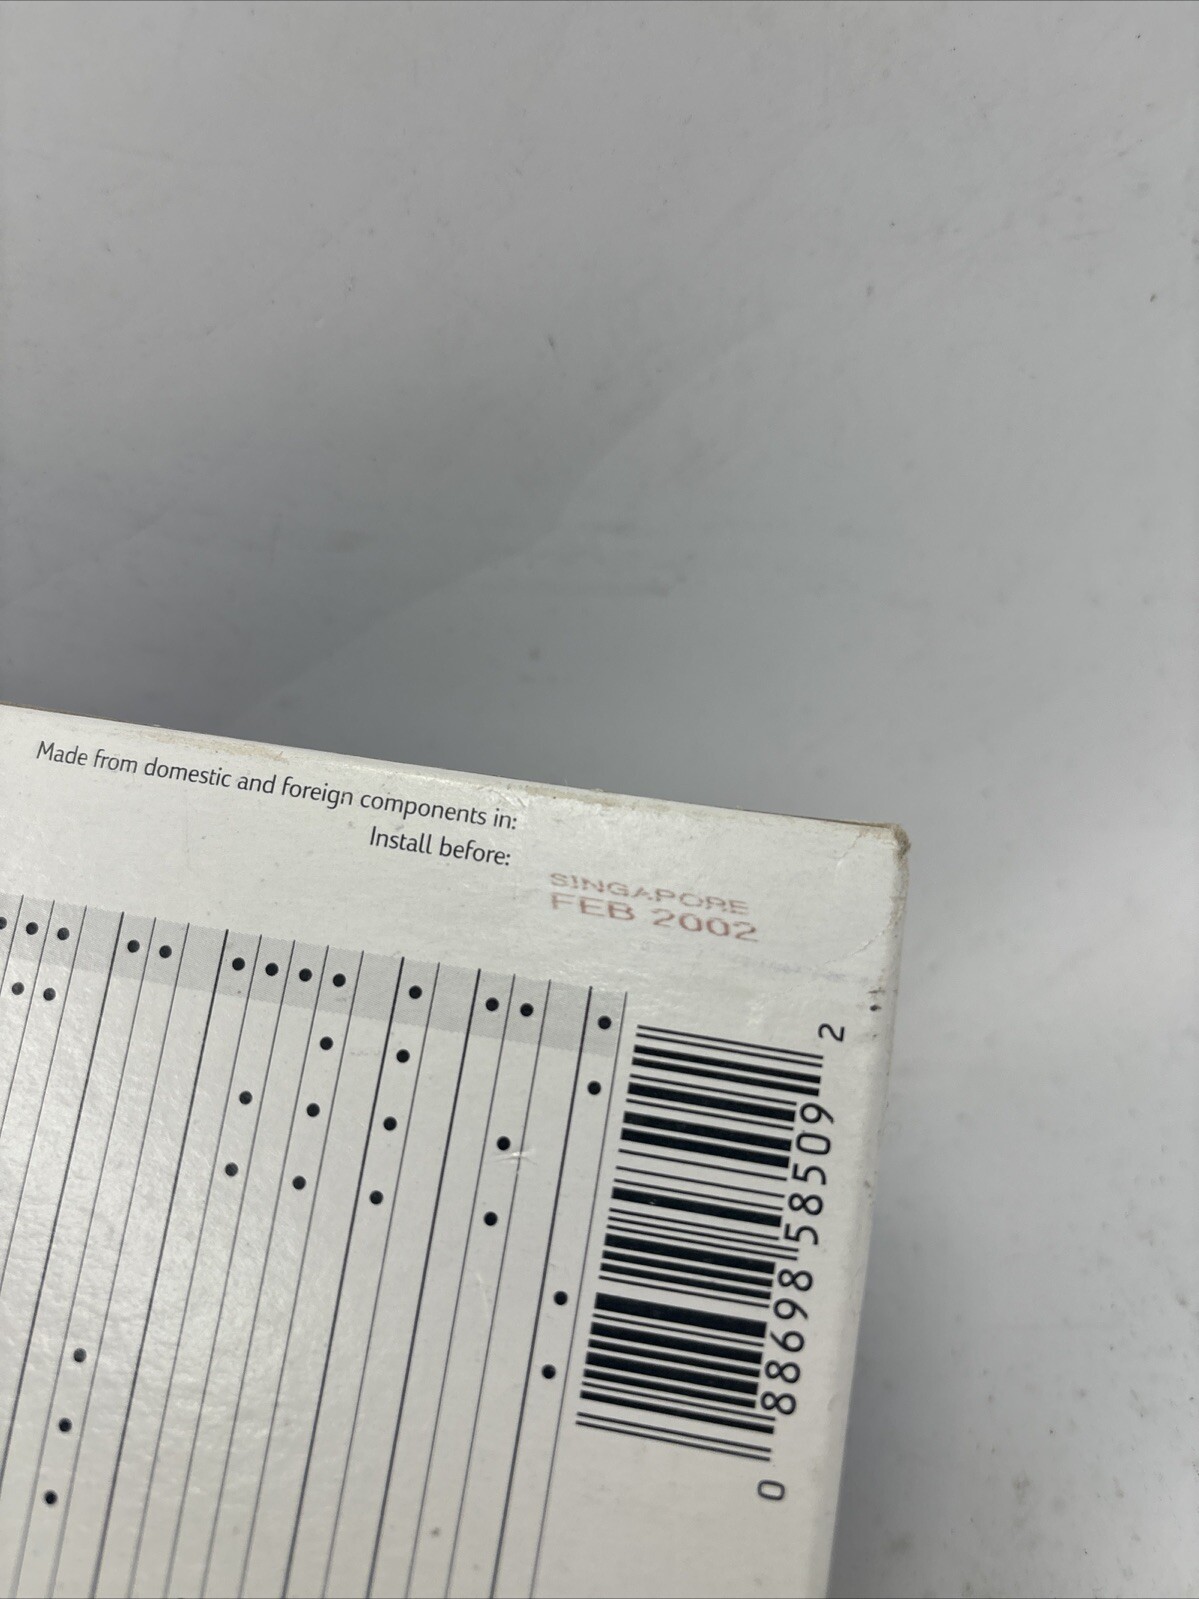 Made from domestic and foreign components in:
Install before:
SINGAPORE
FEB 2002
0 88698 58509 2